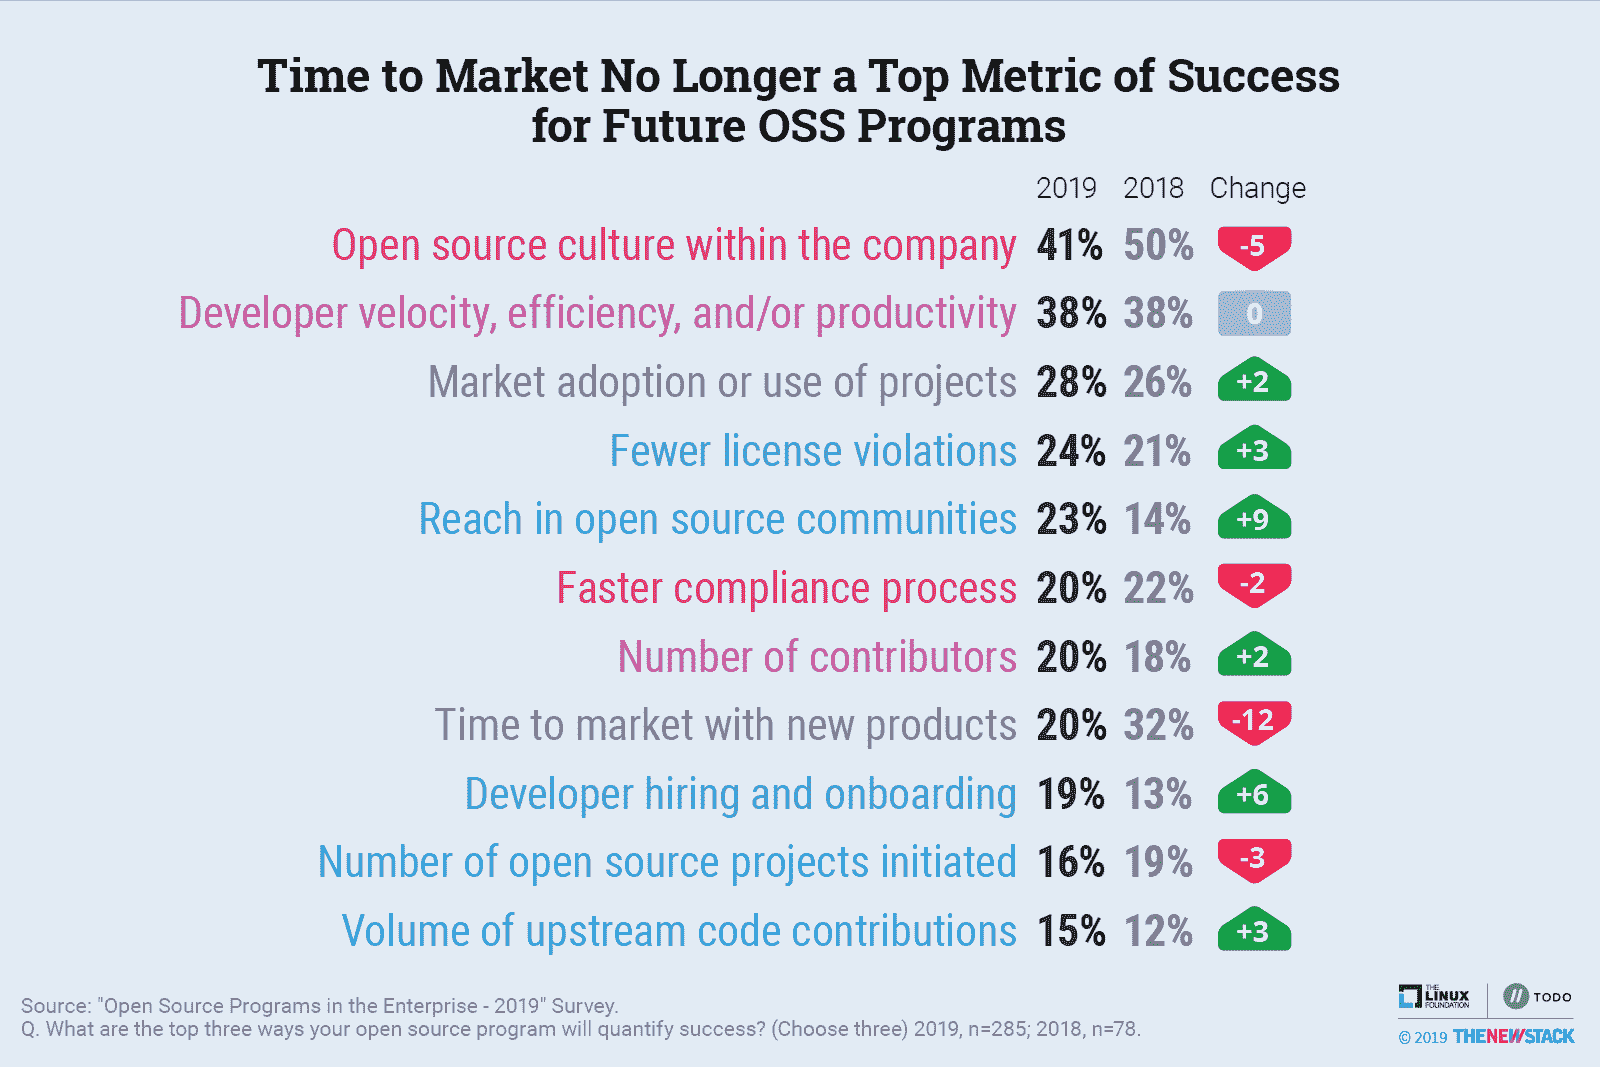 Time to Market No Longer a Top Metric of Success
for Future OSS Programs
2019 2018 Change
Open source culture within the company 41% 50% -5
Developer velocity, efficiency, and/or productivity 38% 38% 0
Market adoption or use of projects 28% 26% +2
Fewer license violations 24% 21% +3
Reach in open source communities 23% 14% +9
Faster compliance process 20% 22% -2
Number of contributors 20% 18% +2
Time to market with new products 20% 32% -12
Developer hiring and onboarding 19% 13% +6
Number of open source projects initiated 16% 19% -3
Volume of upstream code contributions 15% 12% +3
Source: "Open Source Programs in the Enterprise - 2019" Survey.
Q. What are the top three ways your open source program will quantify success? (Choose three) 2019, n=285; 2018, n=78.
THE
LINUX
FOUNDATION
TODO
© 2019 THENEWSTACK